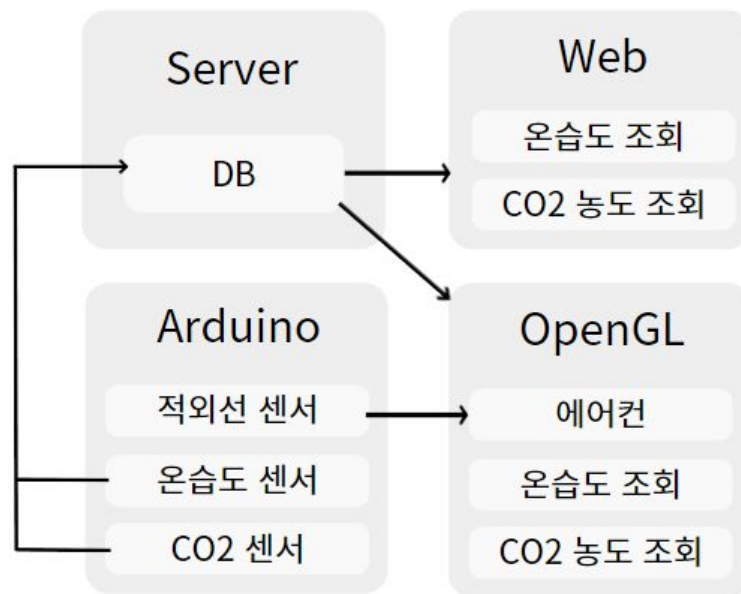 Server
DB
Web
온습도 조회
CO2 농도 조회
Arduino
적외선 센서
온습도 센서
CO2 센서
OpenGL
에어컨
온습도 조회
CO2 농도 조회